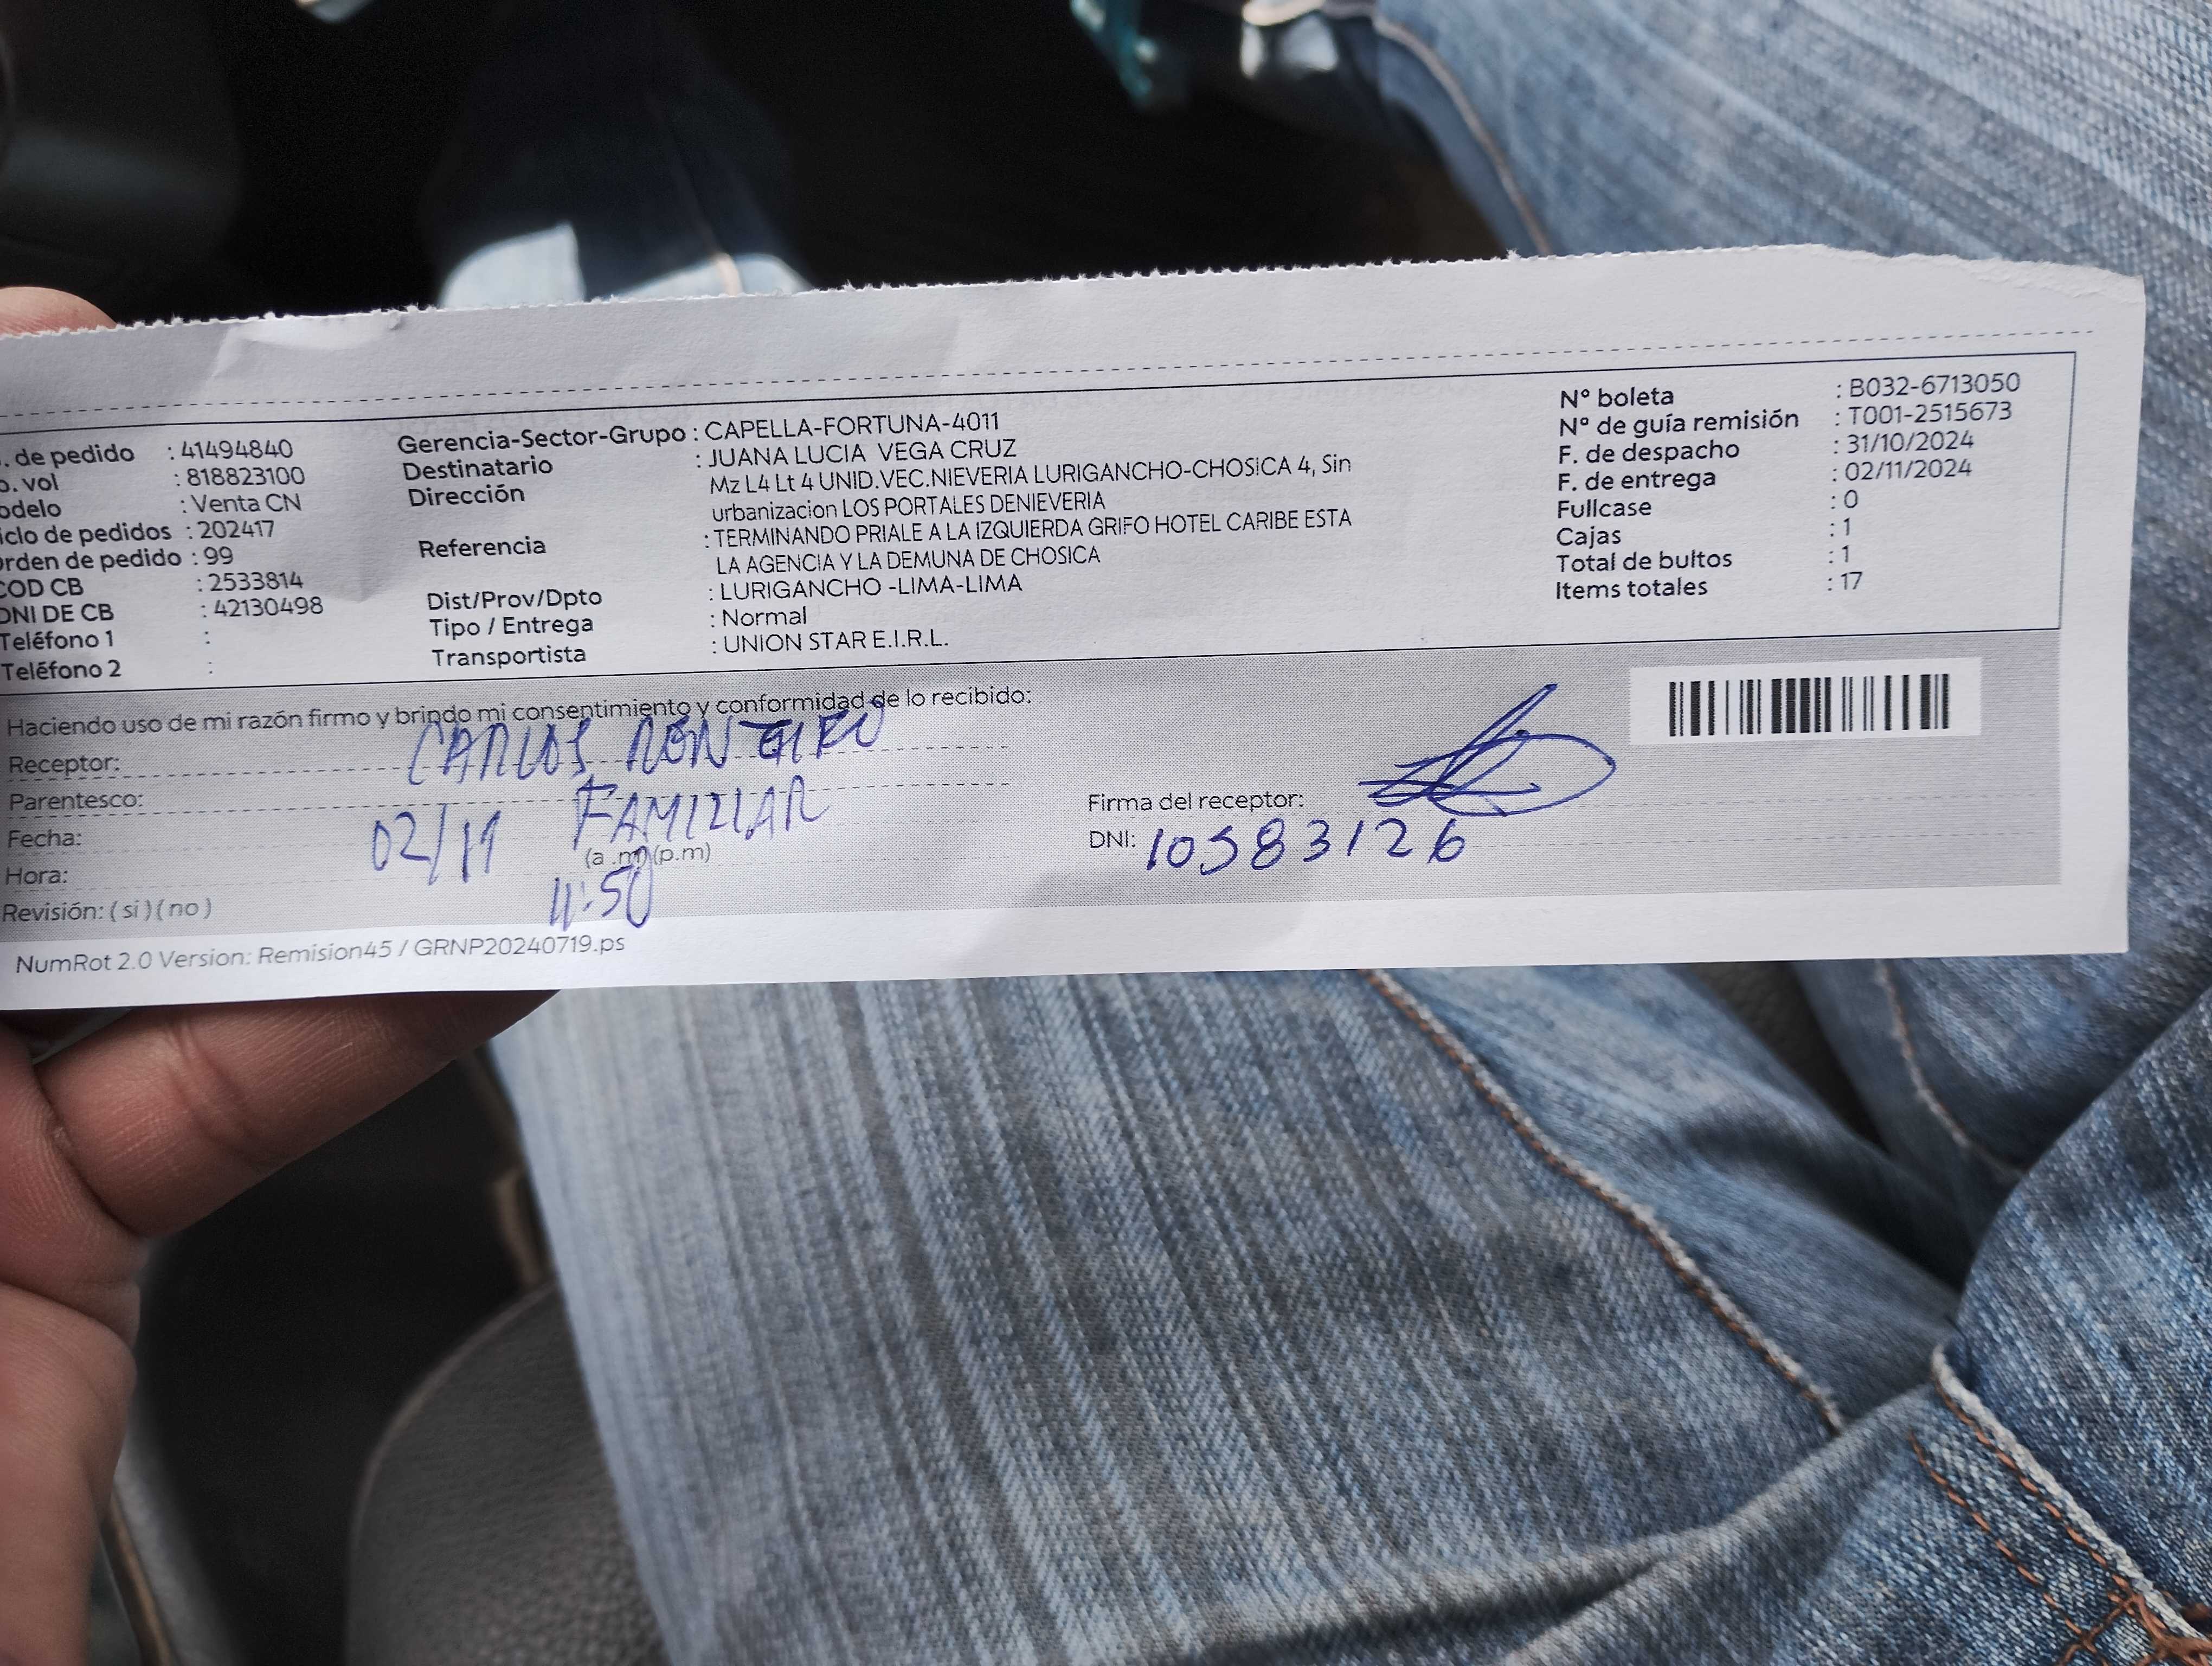 . de pedido : 41494840
o. vol : 818823100
odelo : Venta CN
iclo de pedidos : 202417
rden de pedido : 99
COD CB : 2533814
DNI DE CB : 42130498
Teléfono 1 :
Teléfono 2 :
Gerencia-Sector-Grupo : CAPELLA-FORTUNA-4011
Destinatario : JUANA LUCIA VEGA CRUZ
Dirección Mz L4 Lt 4 UNID.VEC.NIEVERIA LURIGANCHO-CHOSICA 4, Sin
urbanizacion LOS PORTALES DENIEVERIA
Referencia : TERMINANDO PRIALE A LA IZQUIERDA GRIFO HOTEL CARIBE ESTA
LA AGENCIA Y LA DEMUNA DE CHOSICA
Dist/Prov/Dpto : LURIGANCHO -LIMA-LIMA
Tipo / Entrega : Normal
Transportista : UNION STAR E.I.R.L.
Nº boleta : B032-6713050
Nº de guía remisión : T001-2515673
F. de despacho : 31/10/2024
F. de entrega : 02/11/2024
Fullcase : 0
Cajas : 1
Total de bultos : 1
Items totales : 17
Haciendo uso de mi razón firmo y brindo mi consentimiento y conformidad de lo recibido:
Receptor: CARLOS
Parentesco: FAMILIAR
Fecha: 02/11
Hora: 11:50 (a .m) (p.m)
Revisión: ( si ) ( no )
Firma del receptor:
DNI: 10583126
NumRot 2.0 Version: Remision45 / GRNP20240719.ps